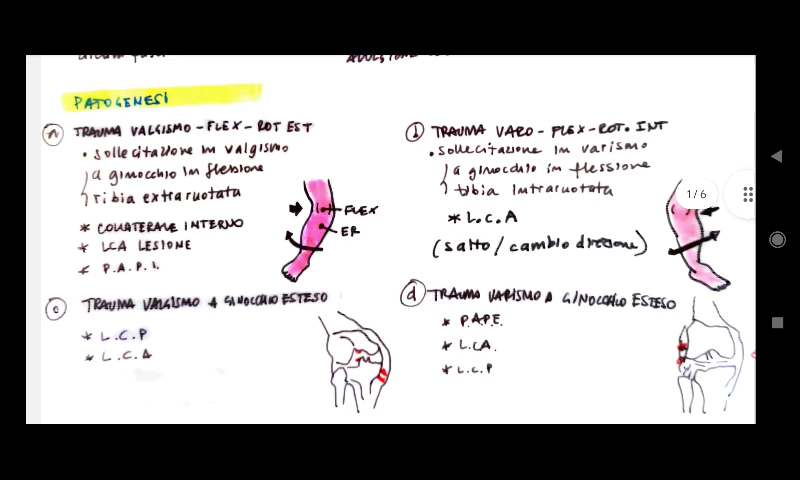 PATOGENESI
a TRAUMA VALGISMO - FLEX - ROT EST
• sollecitazione in valgismo
a ginocchio in flessione
tibia extraruotata
* COLLATERALE INTERNO
* LCA LESIONE
* P.A.P.I.
FLEX
ER
b TRAUMA VARO - FLEX - ROT. INT
• sollecitazione in varismo
a ginocchio in flessione
tibia intraruotata
* L.C.A
(salto / cambio direzione)
1/6
c TRAUMA VALGISMO A GINOCCHIO ESTESO
* L.C.P
* L.C.A
d TRAUMA VARISMO A GINOCCHIO ESTESO
* P.A.P.E.
* L.CA.
* L.C.P